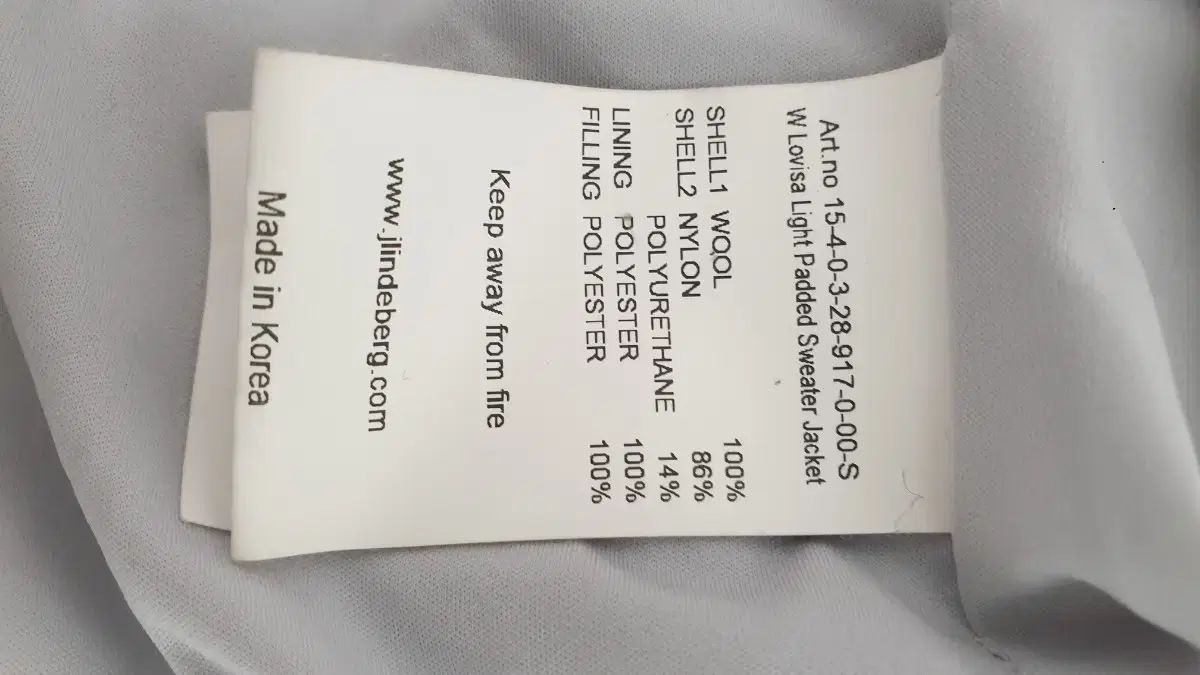 Art.no 15-4-0-3-28-917-0-00-S
W Lovisa Light Padded Sweater Jacket
SHELL1 WOOL 100%
SHELL2 NYLON 86%
POLYURETHANE 14%
LINING POLYESTER 100%
FILLING POLYESTER 100%
Keep away from fire
www.jlindeberg.com
Made in Korea